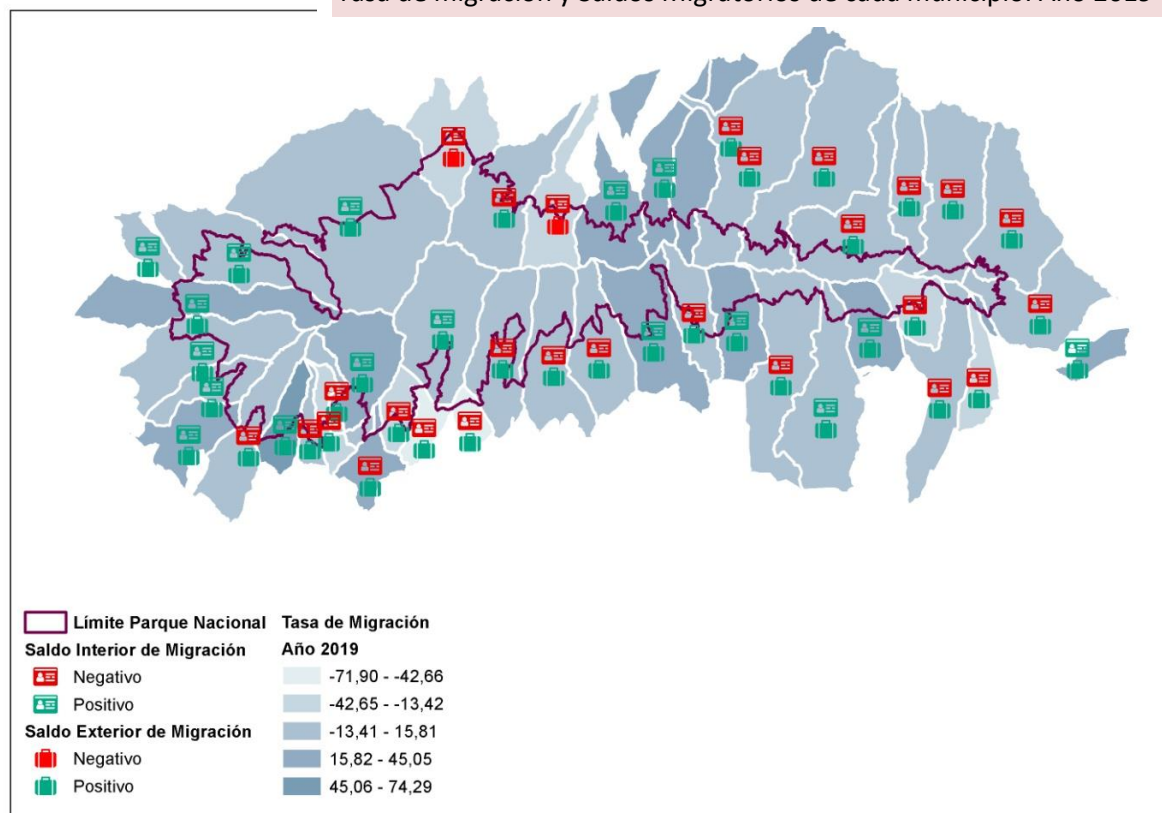 Tasa de Migración y Saldos Migratorios de cada municipio. Año 2019
Límite Parque Nacional
Saldo Interior de Migración
Negativo
Positivo
Saldo Exterior de Migración
Negativo
Positivo
Tasa de Migración
Año 2019
-71,90 - -42,66
-42,65 - -13,42
-13,41 - 15,81
15,82 - 45,05
45,06 - 74,29